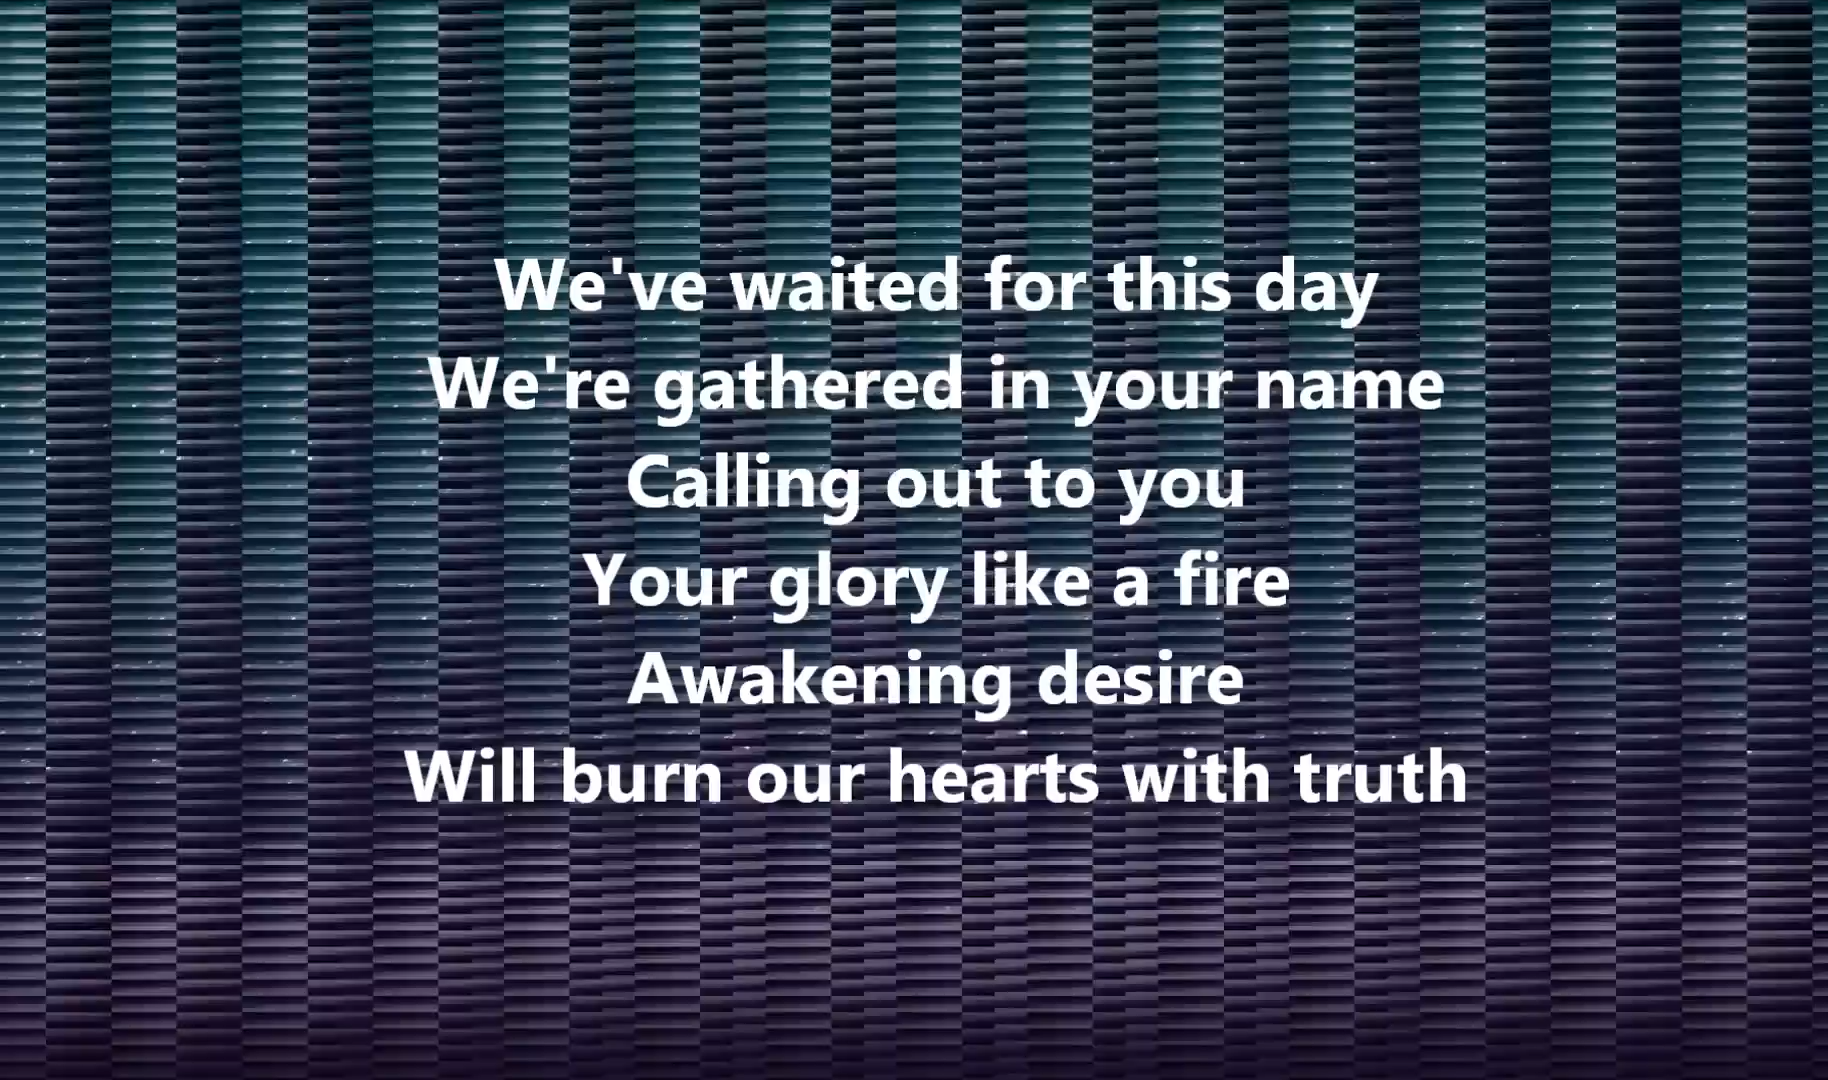 We've waited for this day
We're gathered in your name
Calling out to you
Your glory like a fire
Awakening desire
Will burn our hearts with truth